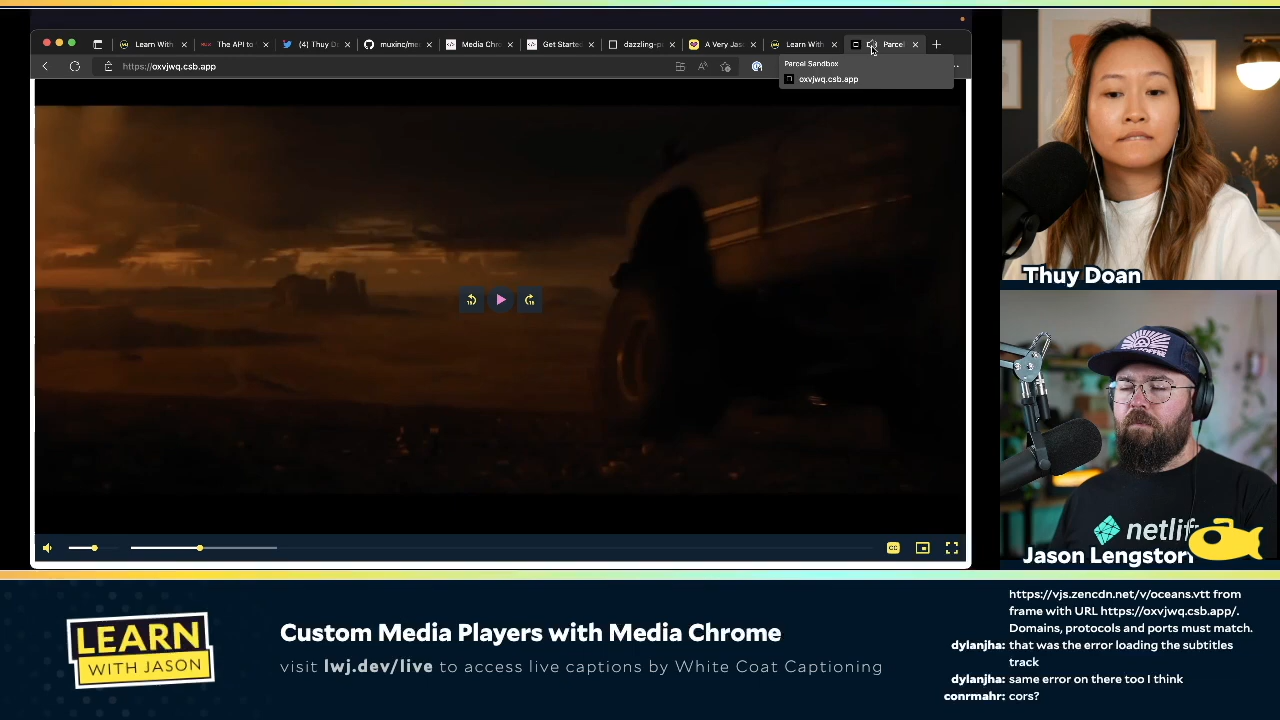 Learn With
The API to
(4) Thuy D
muxinc/me
Media Chro
Get Starte
dazzling-p
A Very Jas
Learn With
Parcel
https://oxvjwq.csb.app
Parcel Sandbox
oxvjwq.csb.app
CC
Thuy Doan
netlif
Jason Lengstorf
LEARN
WITH JASON
Custom Media Players with Media Chrome
visit lwj.dev/live to access live captions by White Coat Captioning
https://vjs.zencdn.net/v/oceans.vtt from
frame with URL https://oxvjwq.csb.app/.
Domains, protocols and ports must match.
dylanjha: that was the error loading the subtitles
track
dylanjha: same error on there too I think
conrmahr: cors?